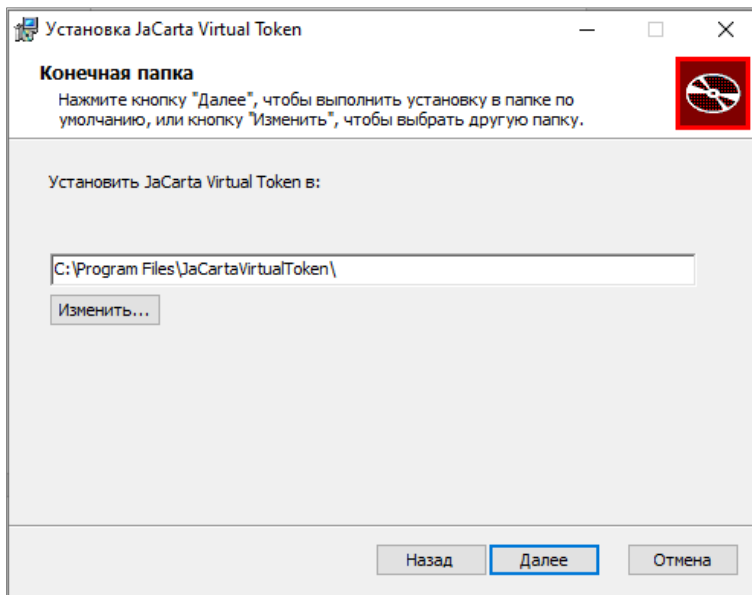 Установка JaCarta Virtual Token
Конечная папка
Нажмите кнопку "Далее", чтобы выполнить установку в папке по
умолчанию, или кнопку "Изменить", чтобы выбрать другую папку.
Установить JaCarta Virtual Token в:
C:\Program Files\JaCartaVirtualToken\
Изменить...
Назад
Далее
Отмена